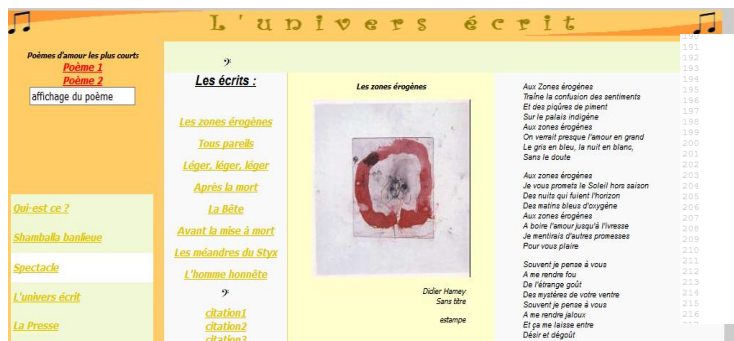 L'univers écrit
Poèmes d'amour les plus courts
Poème 1
Poème 2
affichage du poème
Qui-est ce ?
Shamballa banlieue
Spectacle
L'univers écrit
La Presse
Les écrits :
Les zones érogènes
Tous pareils
Léger, léger, léger
Après la mort
La Bête
Avant la mise à mort
Les méandres du Styx
L'homme honnête
citation1
citation2
citation3
Les zones érogènes
Didier Hamey
Sans titre
estampe
Aux Zones érogènes
Traîne la confusion des sentiments
Et des piqûres de piment
Sur le palais indigène
Aux zones érogènes
On verrait presque l'amour en grand
Le gris en bleu, la nuit en blanc,
Sans le doute
Aux zones érogènes
Je vous promets le Soleil hors saison
Des nuits qui fuient l'horizon
Des matins bleus d'oxygène
Aux zones érogènes
A boire l'amour jusqu'à l'ivresse
Je mentirais d'autres promesses
Pour vous plaire
Souvent je pense à vous
A me rendre fou
De l'étrange goût
Des mystères de votre ventre
Souvent je pense à vous
A me rendre jaloux
Et ça me laisse entre
Désir et dégoût
190
191
192
193
194
195
196
197
198
199
200
201
202
203
204
205
206
207
208
209
210
211
212
213
214
215
216